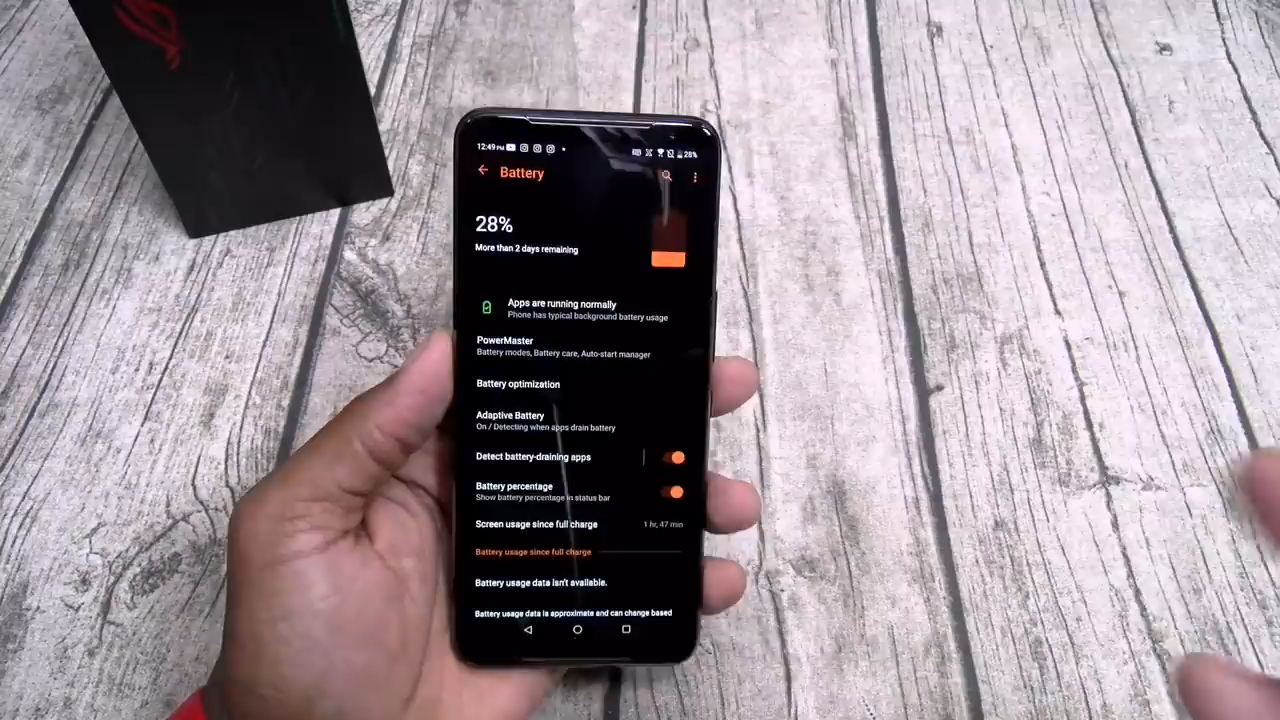 12:49 PM
28%
Battery
28%
More than 2 days remaining
Apps are running normally
Phone has typical background battery usage
PowerMaster
Battery modes, Battery care, Auto-start manager
Battery optimization
Adaptive Battery
On / Detecting when apps drain battery
Detect battery-draining apps
Battery percentage
Show battery percentage in status bar
Screen usage since full charge
1 hr, 47 min
Battery usage since full charge
Battery usage data isn't available.
Battery usage data is approximate and can change based